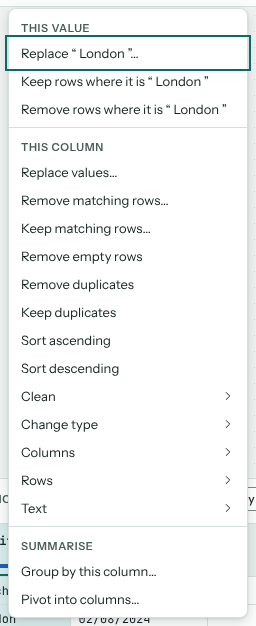 THIS VALUE
Replace “ London ”...
Keep rows where it is “ London ”
Remove rows where it is “ London ”
THIS COLUMN
Replace values...
Remove matching rows...
Keep matching rows...
Remove empty rows
Remove duplicates
Keep duplicates
Sort ascending
Sort descending
Clean
Change type
Columns
Rows
Text
SUMMARISE
Group by this column...
Pivot into columns...
02/08/2024